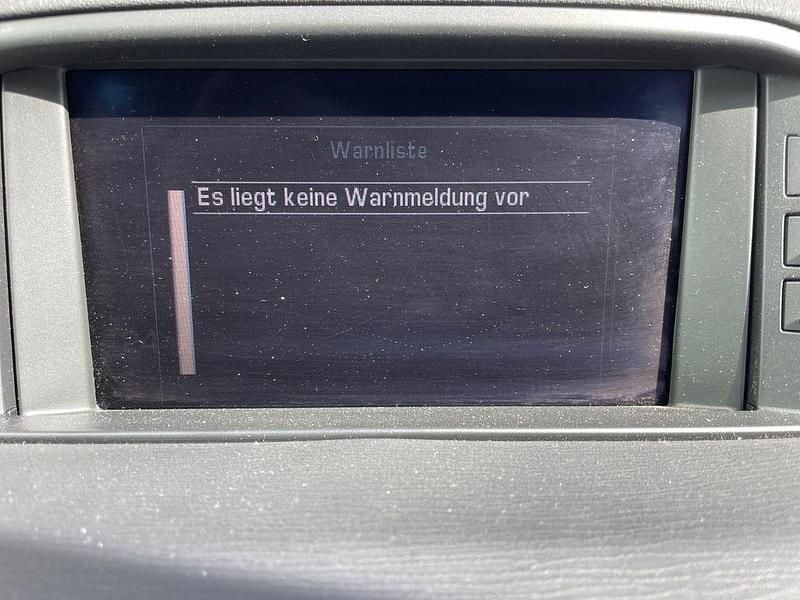 Warnliste
Es liegt keine Warnmeldung vor